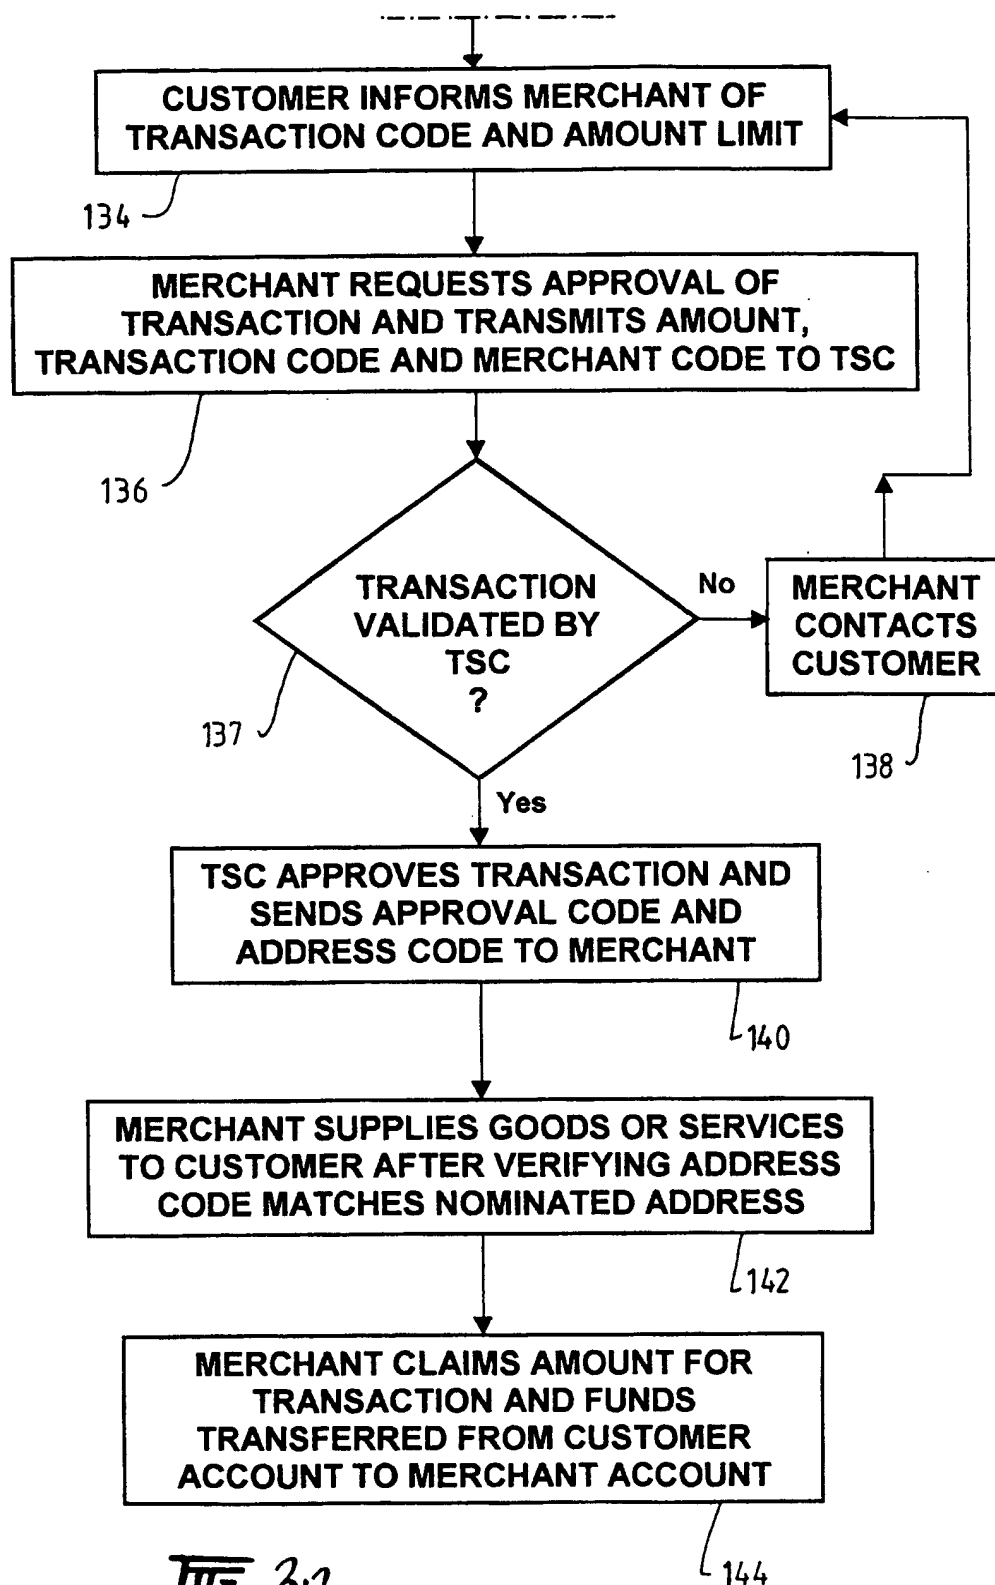 CUSTOMER INFORMS MERCHANT OF
TRANSACTION CODE AND AMOUNT LIMIT
134
MERCHANT REQUESTS APPROVAL OF
TRANSACTION AND TRANSMITS AMOUNT,
TRANSACTION CODE AND MERCHANT CODE TO TSC
136
TRANSACTION
VALIDATED BY
TSC
?
No
MERCHANT
CONTACTS
CUSTOMER
137
138
Yes
TSC APPROVES TRANSACTION AND
SENDS APPROVAL CODE AND
ADDRESS CODE TO MERCHANT
140
MERCHANT SUPPLIES GOODS OR SERVICES
TO CUSTOMER AFTER VERIFYING ADDRESS
CODE MATCHES NOMINATED ADDRESS
142
MERCHANT CLAIMS AMOUNT FOR
TRANSACTION AND FUNDS
TRANSFERRED FROM CUSTOMER
ACCOUNT TO MERCHANT ACCOUNT
144